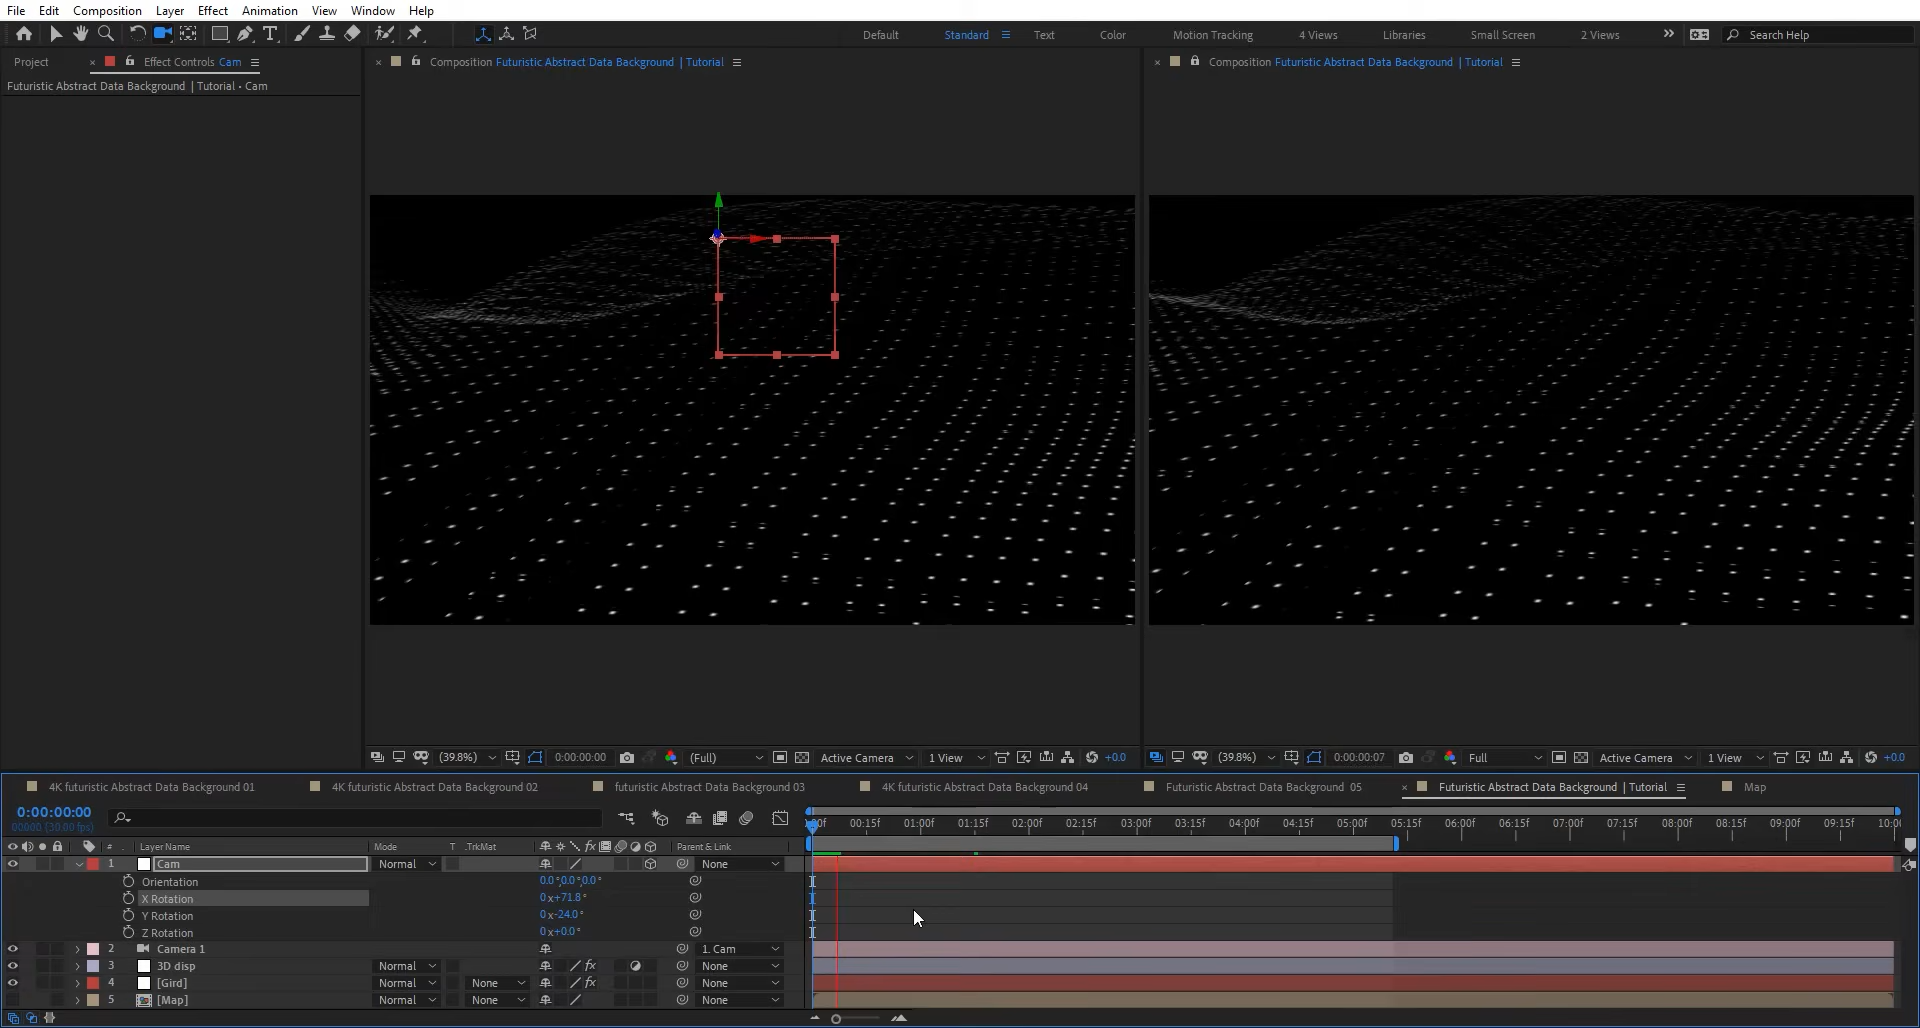 File Edit Composition Layer Effect Animation View Window Help
Default Standard Text Color Motion Tracking 4 Views Libraries Small Screen 2 Views Search Help
Project Effect Controls Cam
Composition Futuristic Abstract Data Background | Tutorial
Composition Futuristic Abstract Data Background | Tutorial
Futuristic Abstract Data Background | Tutorial • Cam
(39.8%) 0:00:00:00 (Full) Active Camera 1 View +0.0
(39.8%) 0:00:00:07 Full Active Camera 1 View +0.0
4K futuristic Abstract Data Background 01 4K futuristic Abstract Data Background 02 futuristic Abstract Data Background 03 4K futuristic Abstract Data Background 04 Futuristic Abstract Data Background 05 Futuristic Abstract Data Background | Tutorial Map
0:00:00:00
00000 (30.00 fps)
00:15f 01:00f 01:15f 02:00f 02:15f 03:00f 03:15f 04:00f 04:15f 05:00f 05:15f 06:00f 06:15f 07:00f 07:15f 08:00f 08:15f 09:00f 09:15f 10:0
# Layer Name Mode T .TrkMat Parent & Link
1 Cam Normal None
Orientation 0.0°,0.0°,0.0°
X Rotation 0x+71.8°
Y Rotation 0x-24.0°
Z Rotation 0x+0.0°
2 Camera 1 1. Cam
3 3D disp Normal fx None
4 [Gird] Normal None fx None
5 [Map] Normal None None